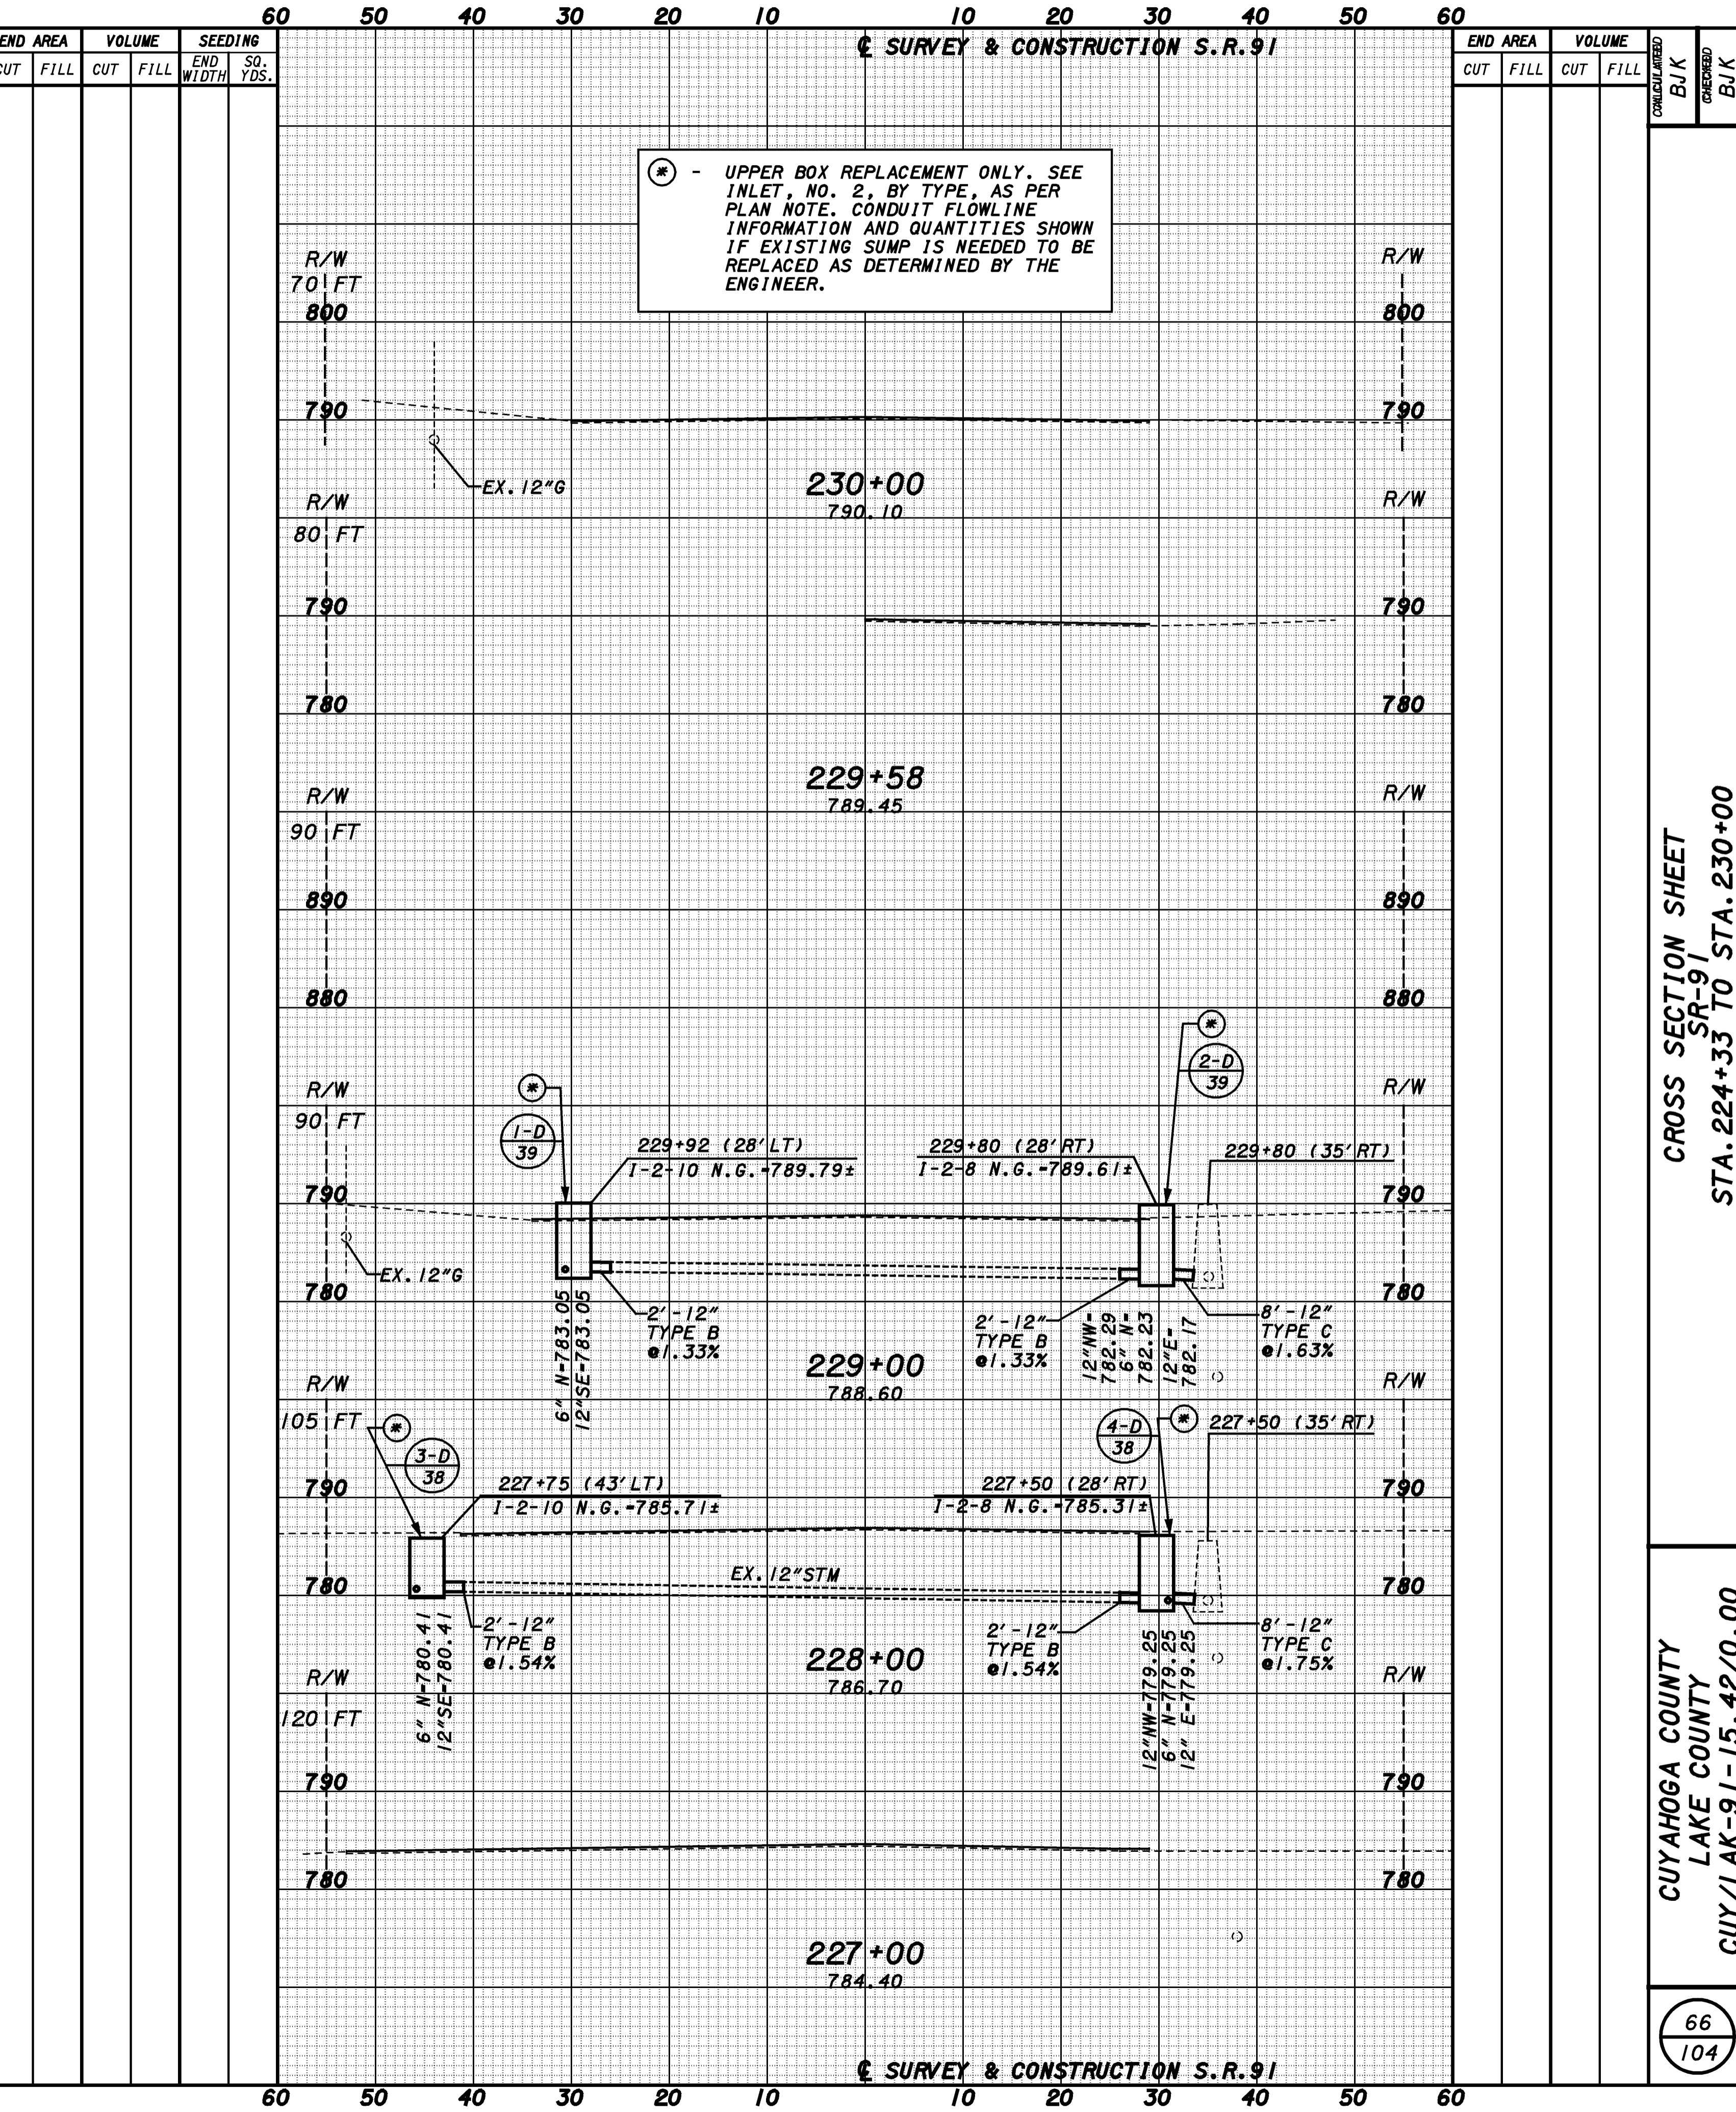 60 50 40 30 20 10 10 20 30 40 50 60
END AREA VOLUME SEEDING
CUT FILL CUT FILL END WIDTH SQ. YDS.
℄ SURVEY & CONSTRUCTION S.R.91
END AREA VOLUME
CUT FILL CUT FILL
CALCULATED
BJK
CHECKED
BJK
* - UPPER BOX REPLACEMENT ONLY. SEE
INLET, NO. 2, BY TYPE, AS PER
PLAN NOTE. CONDUIT FLOWLINE
INFORMATION AND QUANTITIES SHOWN
IF EXISTING SUMP IS NEEDED TO BE
REPLACED AS DETERMINED BY THE
ENGINEER.
R/W R/W
70 FT
800 800
790 790
EX. 12"G
230+00
790.10
R/W R/W
80 FT
790 790
780 780
229+58
789.45
R/W R/W
90 FT
890 890
880 880
*
2-D
39
R/W R/W
*
90 FT
1-D
39
229+92 (28' LT)
I-2-10 N.G.=789.79±
229+80 (28' RT)
I-2-8 N.G.=789.61±
229+80 (35' RT)
790 790
EX. 12"G
780 780
6" N=783.05
12"SE=783.05
2'-12"
TYPE B
@1.33%
2'-12"
TYPE B
@1.33%
12"NW=
782.29
6" N=
782.23
12"E=
782.17
8'-12"
TYPE C
@1.63%
229+00
788.60
R/W R/W
105 FT
*
3-D
38
4-D
38
*
227+50 (35' RT)
227+75 (43' LT)
I-2-10 N.G.=785.71±
227+50 (28' RT)
I-2-8 N.G.=785.31±
790 790
EX. 12"STM
780 780
6" N=780.41
12"SE=780.41
2'-12"
TYPE B
@1.54%
2'-12"
TYPE B
@1.54%
12"NW=779.25
6" N=779.25
12" E=779.25
8'-12"
TYPE C
@1.75%
228+00
786.70
R/W R/W
120 FT
790 790
780 780
227+00
784.40
℄ SURVEY & CONSTRUCTION S.R.91
60 50 40 30 20 10 10 20 30 40 50 60
CROSS SECTION SHEET
SR-91
STA. 224+33 TO STA. 230+00
CUYAHOGA COUNTY
LAKE COUNTY
CUY/LAK-91-15.42/0.00
66
104